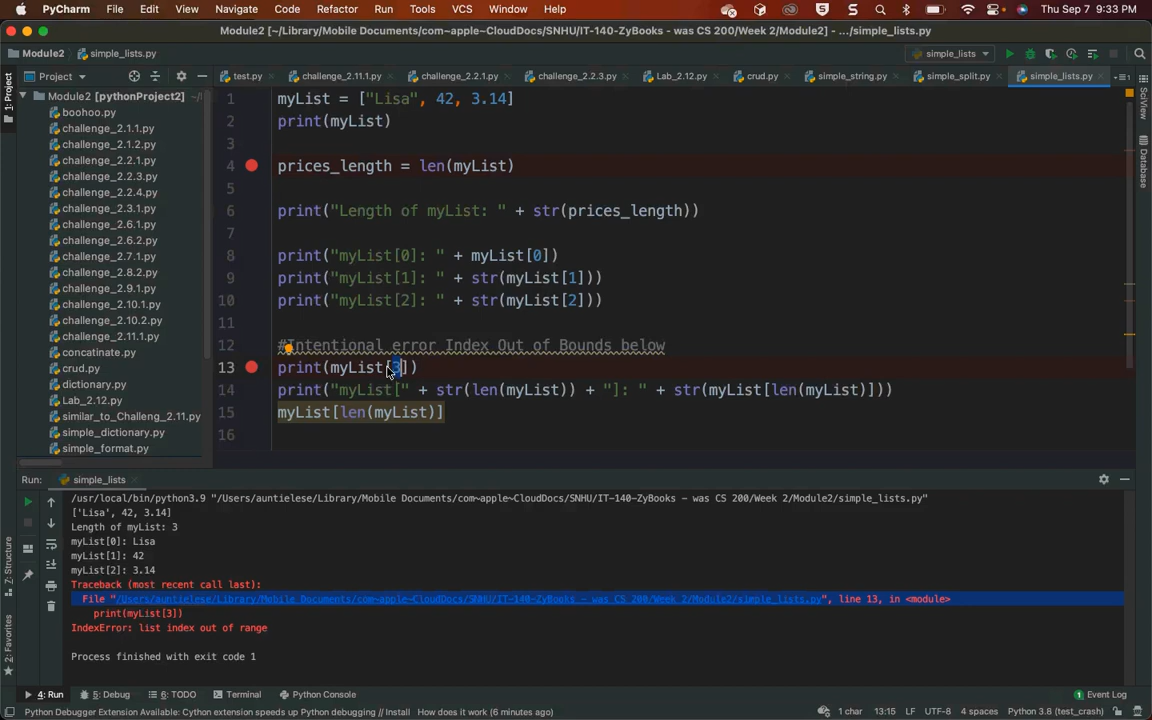 PyCharm File Edit View Navigate Code Refactor Run Tools VCS Window Help Thu Sep 7 9:33 PM
Module2 [~/Library/Mobile Documents/com~apple~CloudDocs/SNHU/IT-140-ZyBooks - was CS 200/Week 2/Module2] - .../simple_lists.py
Module2 simple_lists.py simple_lists
Project test.py challenge_2.11.1.py challenge_2.2.1.py challenge_2.2.3.py Lab_2.12.py crud.py simple_string.py simple_split.py simple_lists.py
1: Project
Module2 [pythonProject2] ~/
boohoo.py
challenge_2.1.1.py
challenge_2.1.2.py
challenge_2.2.1.py
challenge_2.2.3.py
challenge_2.2.4.py
challenge_2.3.1.py
challenge_2.6.1.py
challenge_2.6.2.py
challenge_2.7.1.py
challenge_2.8.2.py
challenge_2.9.1.py
challenge_2.10.1.py
challenge_2.10.2.py
challenge_2.11.1.py
concatinate.py
crud.py
dictionary.py
Lab_2.12.py
similar_to_Challeng_2.11.py
simple_dictionary.py
simple_format.py
1 myList = ["Lisa", 42, 3.14]
2 print(myList)
3
4 prices_length = len(myList)
5
6 print("Length of myList: " + str(prices_length))
7
8 print("myList[0]: " + myList[0])
9 print("myList[1]: " + str(myList[1]))
10 print("myList[2]: " + str(myList[2]))
11
12 #Intentional error Index Out of Bounds below
13 print(myList[3])
14 print("myList[" + str(len(myList)) + "]: " + str(myList[len(myList)]))
15 myList[len(myList)]
16
SciView
Database
Run: simple_lists
/usr/local/bin/python3.9 "/Users/auntielese/Library/Mobile Documents/com~apple~CloudDocs/SNHU/IT-140-ZyBooks - was CS 200/Week 2/Module2/simple_lists.py"
['Lisa', 42, 3.14]
Length of myList: 3
myList[0]: Lisa
myList[1]: 42
myList[2]: 3.14
Traceback (most recent call last):
File "/Users/auntielese/Library/Mobile Documents/com~apple~CloudDocs/SNHU/IT-140-ZyBooks - was CS 200/Week 2/Module2/simple_lists.py", line 13, in <module>
print(myList[3])
IndexError: list index out of range
Process finished with exit code 1
7: Structure
2: Favorites
4: Run 5: Debug 6: TODO Terminal Python Console 1 Event Log
Python Debugger Extension Available: Cython extension speeds up Python debugging // Install How does it work (6 minutes ago) 1 char 13:15 LF UTF-8 4 spaces Python 3.8 (test_crash)